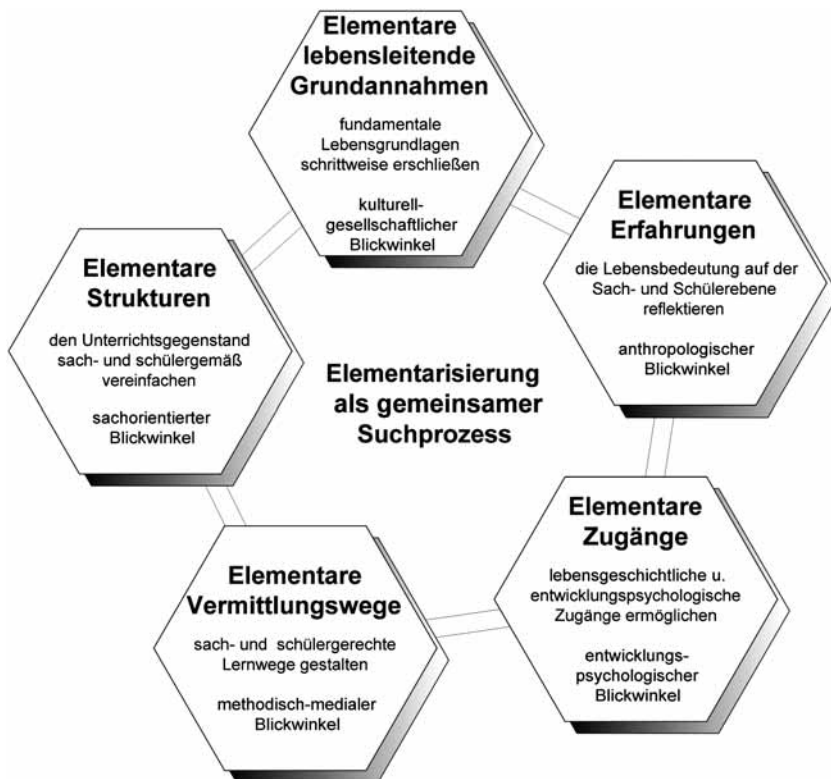 Elementare
lebensleitende
Grundannahmen
fundamentale
Lebensgrundlagen
schrittweise erschließen
kulturell-
gesellschaftlicher
Blickwinkel
Elementare
Erfahrungen
die Lebensbedeutung auf der
Sach- und Schülerebene
reflektieren
anthropologischer
Blickwinkel
Elementare
Strukturen
den Unterrichtsgegenstand
sach- und schülergemäß
vereinfachen
sachorientierter
Blickwinkel
Elementarisierung
als gemeinsamer
Suchprozess
Elementare
Zugänge
lebensgeschichtliche u.
entwicklungspsychologische
Zugänge ermöglichen
entwicklungs-
psychologischer
Blickwinkel
Elementare
Vermittlungswege
sach- und schülergerechte
Lernwege gestalten
methodisch-medialer
Blickwinkel